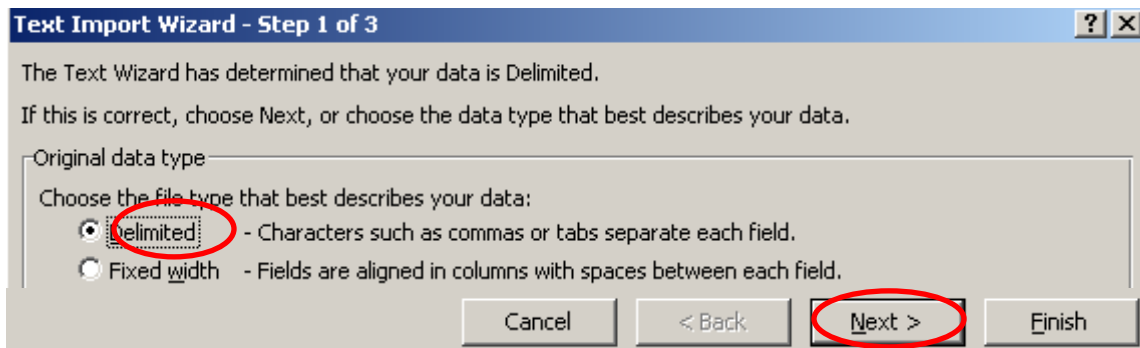 Text Import Wizard - Step 1 of 3
The Text Wizard has determined that your data is Delimited.
If this is correct, choose Next, or choose the data type that best describes your data.
Original data type
Choose the file type that best describes your data:
Delimited - Characters such as commas or tabs separate each field.
Fixed width - Fields are aligned in columns with spaces between each field.
Cancel < Back Next > Finish